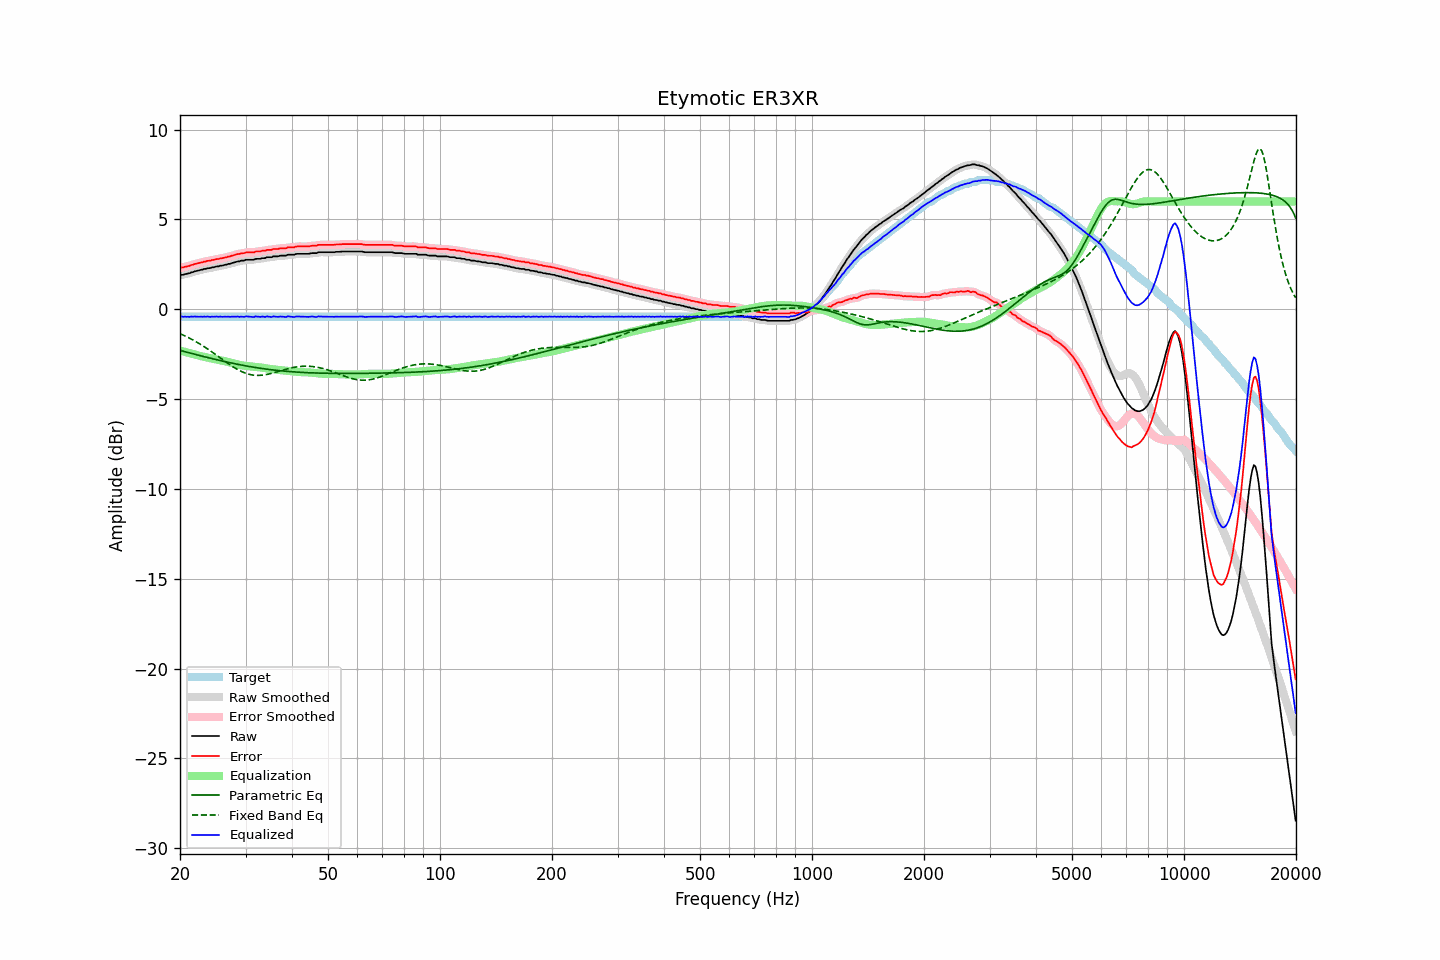 Etymotic ER3XR
Amplitude (dBr)
10
5
0
−5
−10
−15
−20
−25
−30
Target
Raw Smoothed
Error Smoothed
Raw
Error
Equalization
Parametric Eq
Fixed Band Eq
Equalized
20 50 100 200 500 1000 2000 5000 10000 20000
Frequency (Hz)